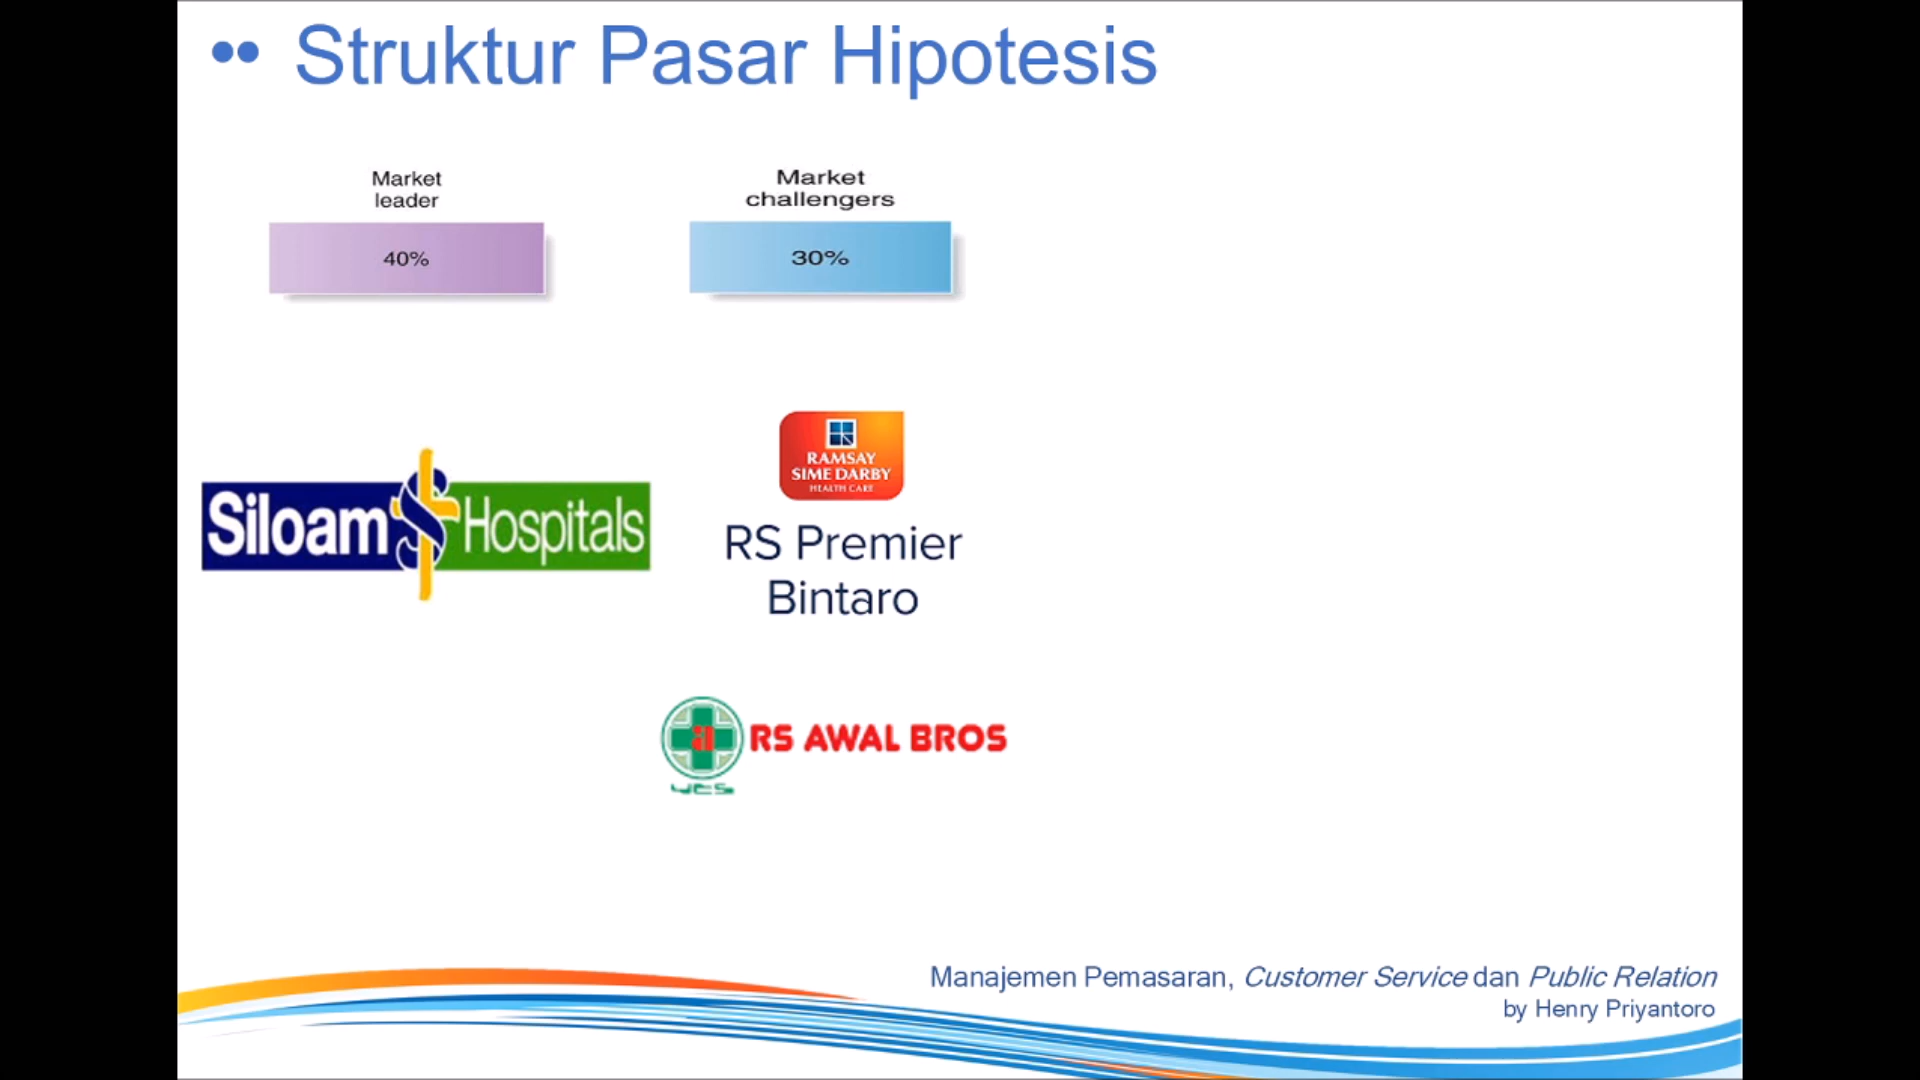 •• Struktur Pasar Hipotesis
Market
leader
40%
Market
challengers
30%
Siloam Hospitals
RAMSAY
SIME DARBY
HEALTH CARE
RS Premier
Bintaro
a RS AWAL BROS
YES
Manajemen Pemasaran, Customer Service dan Public Relation
by Henry Priyantoro